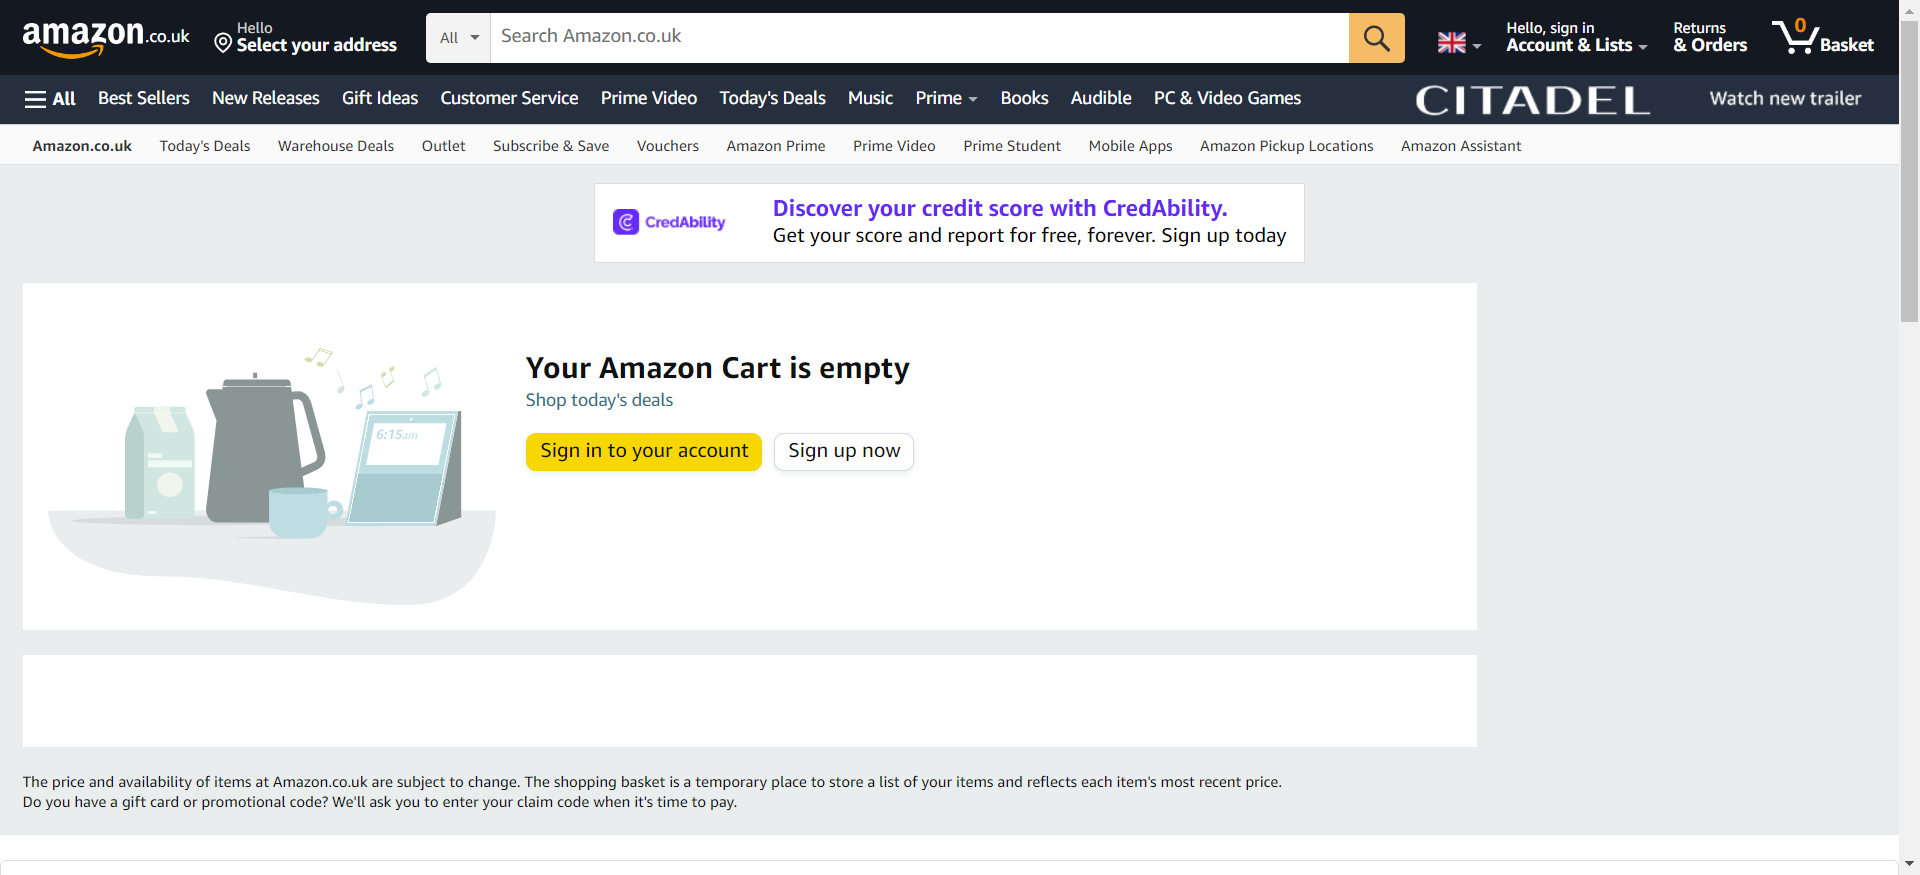 amazon.co.uk
Hello
Select your address
All
Search Amazon.co.uk
Hello, sign in
Account & Lists
Returns
& Orders
0
Basket
All
Best Sellers
New Releases
Gift Ideas
Customer Service
Prime Video
Today's Deals
Music
Prime
Books
Audible
PC & Video Games
CITADEL
Watch new trailer
Amazon.co.uk
Today's Deals
Warehouse Deals
Outlet
Subscribe & Save
Vouchers
Amazon Prime
Prime Video
Prime Student
Mobile Apps
Amazon Pickup Locations
Amazon Assistant
CredAbility
Discover your credit score with CredAbility.
Get your score and report for free, forever. Sign up today
Your Amazon Cart is empty
Shop today's deals
6:15am
Sign in to your account
Sign up now
The price and availability of items at Amazon.co.uk are subject to change. The shopping basket is a temporary place to store a list of your items and reflects each item's most recent price.
Do you have a gift card or promotional code? We'll ask you to enter your claim code when it's time to pay.